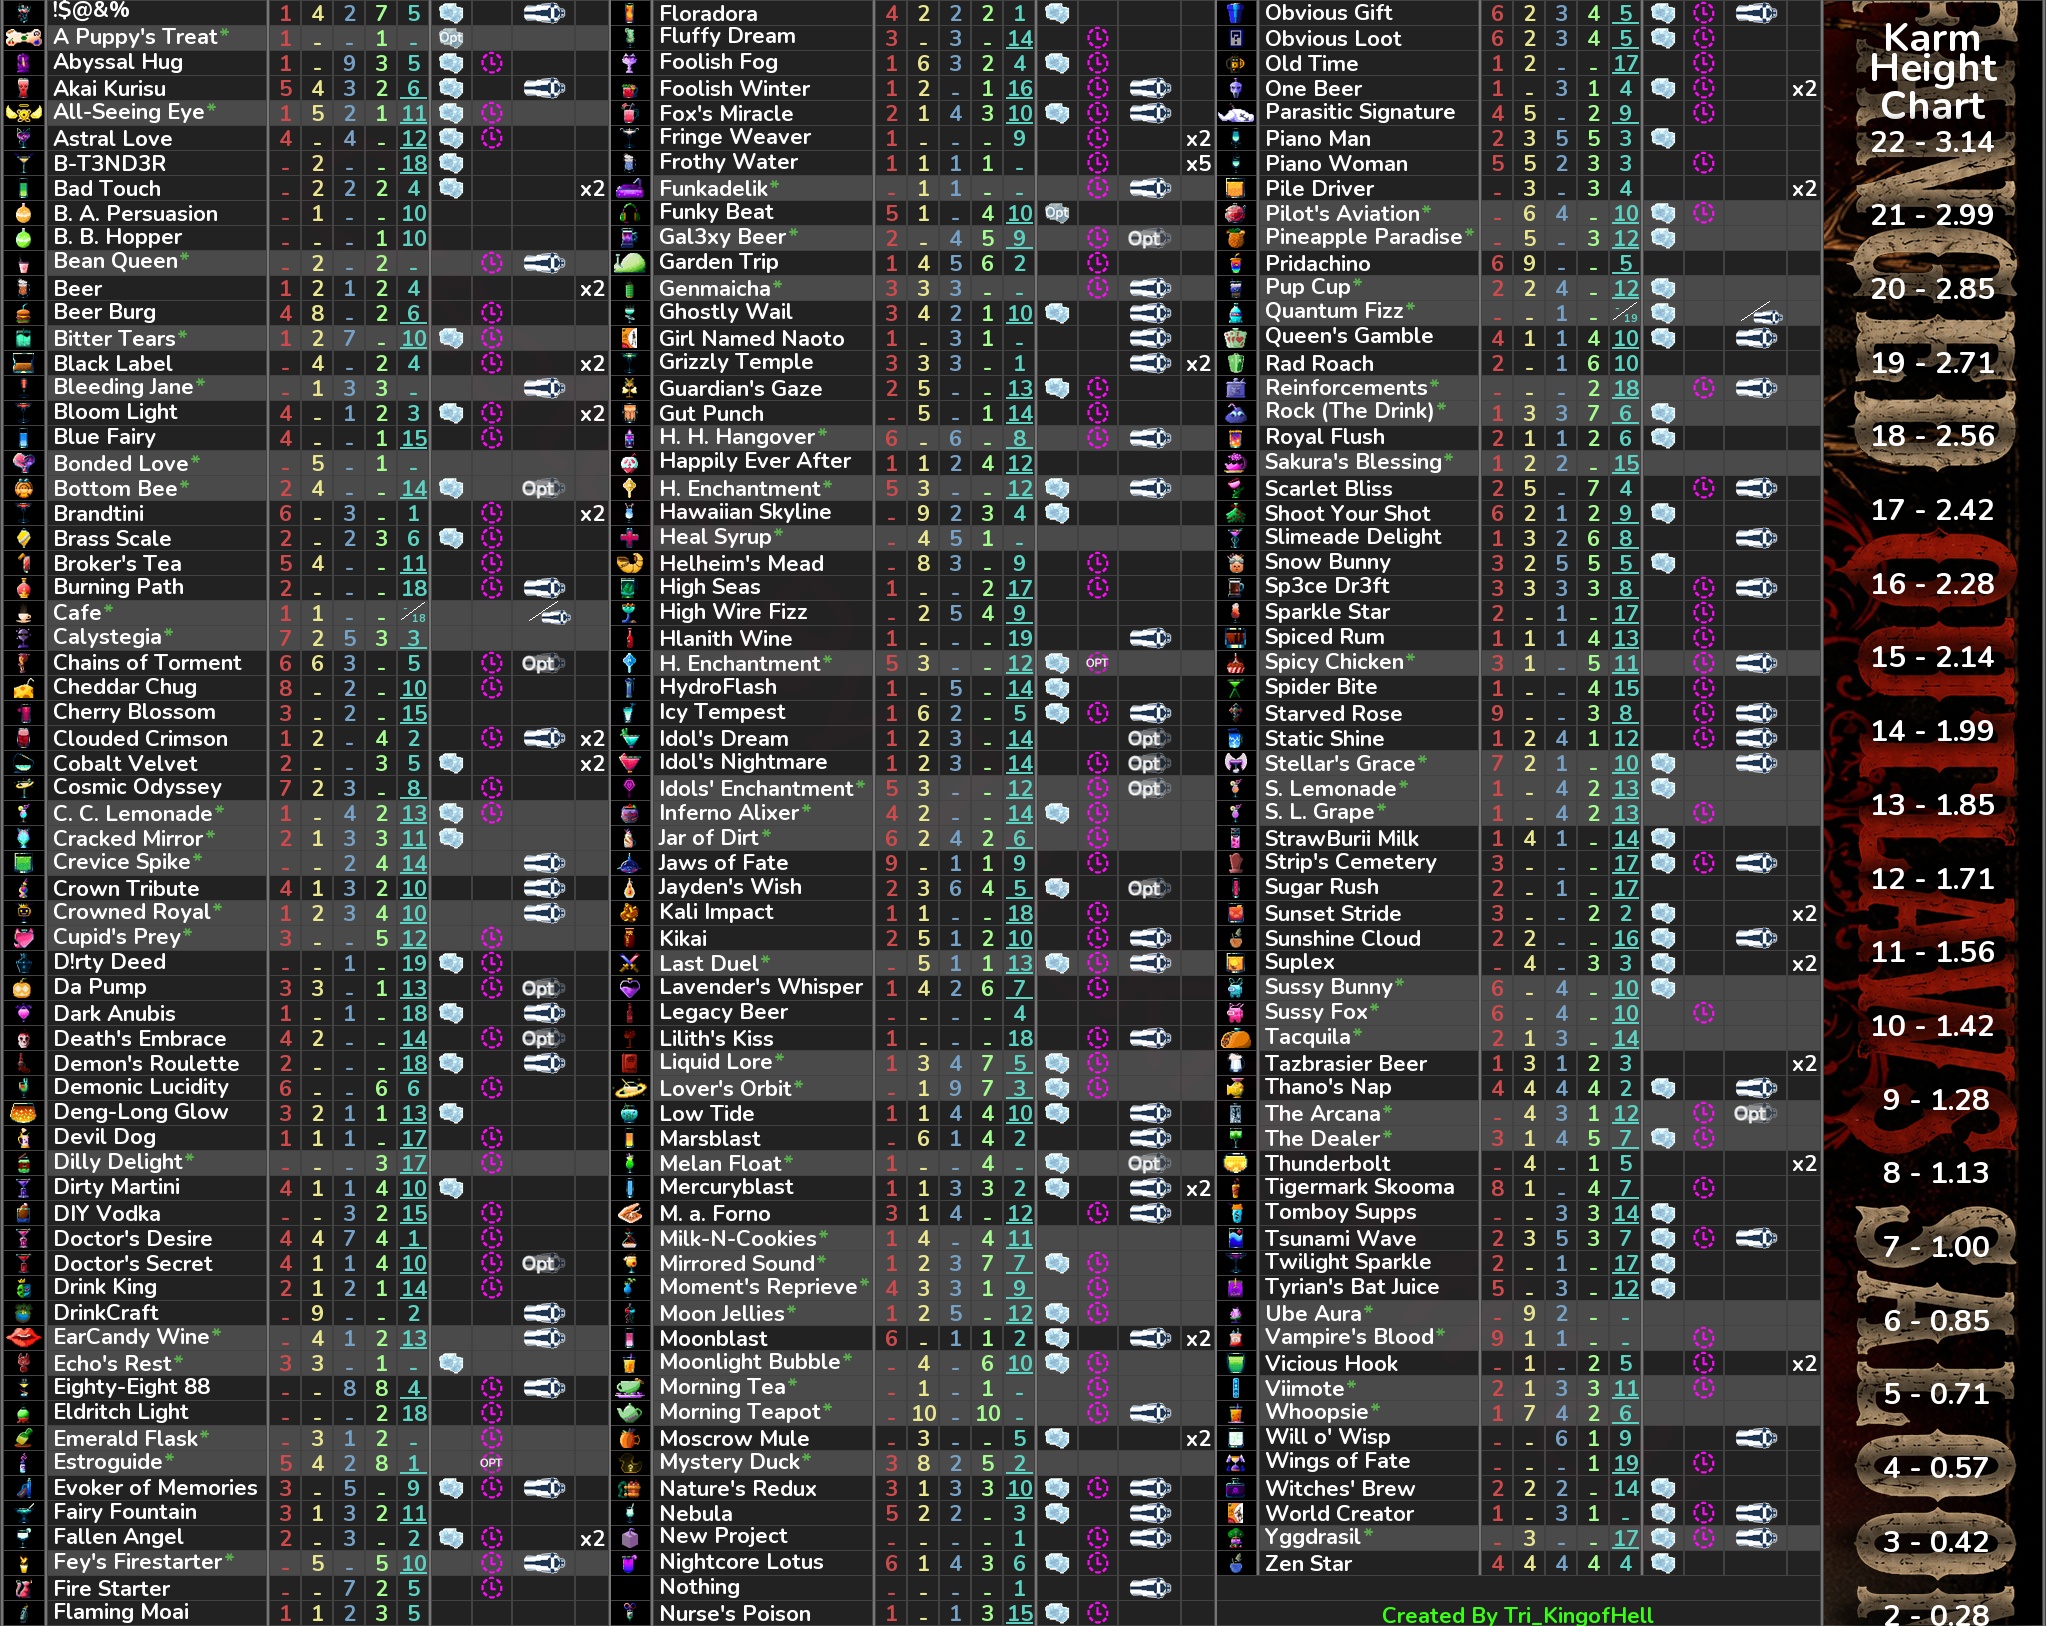 !$@&% 1 4 2 7 5
A Puppy's Treat* 1 - - 1 - Opt
Abyssal Hug 1 - 9 3 5
Akai Kurisu 5 4 3 2 6
All-Seeing Eye* 1 5 2 1 11
Astral Love 4 - 4 - 12
B-T3ND3R - 2 - - 18
Bad Touch - 2 2 2 4 x2
B. A. Persuasion - 1 - - 10
B. B. Hopper - - - 1 10
Bean Queen* - 2 - 2 -
Beer 1 2 1 2 4 x2
Beer Burg 4 8 - 2 6
Bitter Tears* 1 2 7 - 10
Black Label - 4 - 2 4 x2
Bleeding Jane* - 1 3 3 -
Bloom Light 4 - 1 2 3 x2
Blue Fairy 4 - - 1 15
Bonded Love* - 5 - 1 -
Bottom Bee* 2 4 - - 14 Opt
Brandtini 6 - 3 - 1 x2
Brass Scale 2 - 2 3 6
Broker's Tea 5 4 - - 11
Burning Path 2 - - - 18
Cafe* 1 1 - - -/18
Calystegia* 7 2 5 3 3
Chains of Torment 6 6 3 - 5 Opt
Cheddar Chug 8 - 2 - 10
Cherry Blossom 3 - 2 - 15
Clouded Crimson 1 2 - 4 2 x2
Cobalt Velvet 2 - - 3 5 x2
Cosmic Odyssey 7 2 3 - 8
C. C. Lemonade* 1 - 4 2 13
Cracked Mirror* 2 1 3 3 11
Crevice Spike* - - 2 4 14
Crown Tribute 4 1 3 2 10
Crowned Royal* 1 2 3 4 10
Cupid's Prey* 3 - - 5 12
D!rty Deed - - 1 - 19
Da Pump 3 3 - 1 13 Opt
Dark Anubis 1 - 1 - 18
Death's Embrace 4 2 - - 14 Opt
Demon's Roulette 2 - - - 18
Demonic Lucidity 6 - - 6 6
Deng-Long Glow 3 2 1 1 13
Devil Dog 1 1 1 - 17
Dilly Delight* - - - 3 17
Dirty Martini 4 1 1 4 10
DIY Vodka - - 3 2 15
Doctor's Desire 4 4 7 4 1
Doctor's Secret 4 1 1 4 10 Opt
Drink King 2 1 2 1 14
DrinkCraft - 9 - - 2
EarCandy Wine* - 4 1 2 13
Echo's Rest* 3 3 - 1 -
Eighty-Eight 88 - - 8 8 4
Eldritch Light - - - 2 18
Emerald Flask* - 3 1 2 -
Estroguide* 5 4 2 8 1 OPT
Evoker of Memories 3 - 5 - 9
Fairy Fountain 3 1 3 2 11
Fallen Angel 2 - 3 - 2 x2
Fey's Firestarter* - 5 - 5 10
Fire Starter - - 7 2 5
Flaming Moai 1 1 2 3 5
Floradora 4 2 2 2 1
Fluffy Dream 3 - 3 - 14
Foolish Fog 1 6 3 2 4
Foolish Winter 1 2 - 1 16
Fox's Miracle 2 1 4 3 10
Fringe Weaver 1 - - - 9 x2
Frothy Water 1 1 1 1 - x5
Funkadelik* - 1 1 - -
Funky Beat 5 1 - 4 10 Opt
Gal3xy Beer* 2 - 4 5 9 Opt
Garden Trip 1 4 5 6 2
Genmaicha* 3 3 3 - -
Ghostly Wail 3 4 2 1 10
Girl Named Naoto 1 - 3 1 -
Grizzly Temple 3 3 3 - 1 x2
Guardian's Gaze 2 5 - - 13
Gut Punch - 5 - 1 14
H. H. Hangover* 6 - 6 - 8
Happily Ever After 1 1 2 4 12
H. Enchantment* 5 3 - - 12
Hawaiian Skyline - 9 2 3 4
Heal Syrup* - 4 5 1 -
Helheim's Mead - 8 3 - 9
High Seas 1 - - 2 17
High Wire Fizz - 2 5 4 9
Hlanith Wine 1 - - - 19
H. Enchantment* 5 3 - - 12 OPT
HydroFlash 1 - 5 - 14
Icy Tempest 1 6 2 - 5
Idol's Dream 1 2 3 - 14 Opt
Idol's Nightmare 1 2 3 - 14 Opt
Idols' Enchantment* 5 3 - - 12 Opt
Inferno Alixer* 4 2 - - 14
Jar of Dirt* 6 2 4 2 6
Jaws of Fate 9 - 1 1 9
Jayden's Wish 2 3 6 4 5 Opt
Kali Impact 1 1 - - 18
Kikai 2 5 1 2 10
Last Duel* - 5 1 1 13
Lavender's Whisper 1 4 2 6 7
Legacy Beer - - - - 4
Lilith's Kiss 1 - - - 18
Liquid Lore* 1 3 4 7 5
Lover's Orbit* - 1 9 7 3
Low Tide 1 1 4 4 10
Marsblast - 6 1 4 2
Melan Float* 1 - - 4 - Opt
Mercuryblast 1 1 3 3 2 x2
M. a. Forno 3 1 4 - 12
Milk-N-Cookies* 1 4 - 4 11
Mirrored Sound* 1 2 3 7 7
Moment's Reprieve* 4 3 3 1 9
Moon Jellies* 1 2 5 - 12
Moonblast 6 - 1 1 2 x2
Moonlight Bubble* - 4 - 6 10
Morning Tea* - 1 - 1 -
Morning Teapot* - 10 - 10 -
Moscrow Mule - 3 - - 5 x2
Mystery Duck* 3 8 2 5 2
Nature's Redux 3 1 3 3 10
Nebula 5 2 2 - 3
New Project - - - - 1
Nightcore Lotus 6 1 4 3 6
Nothing - - - - 1
Nurse's Poison 1 - 1 3 15
Obvious Gift 6 2 3 4 5
Obvious Loot 6 2 3 4 5
Old Time 1 2 - - 17
One Beer 1 - 3 1 4 x2
Parasitic Signature 4 5 - 2 9
Piano Man 2 3 5 5 3
Piano Woman 5 5 2 3 3
Pile Driver - 3 - 3 4 x2
Pilot's Aviation* - 6 4 - 10
Pineapple Paradise* - 5 - 3 12
Pridachino 6 9 - - 5
Pup Cup* 2 2 4 - 12
Quantum Fizz* - - 1 - -/19
Queen's Gamble 4 1 1 4 10
Rad Roach 2 - 1 6 10
Reinforcements* - - - 2 18
Rock (The Drink)* 1 3 3 7 6
Royal Flush 2 1 1 2 6
Sakura's Blessing* 1 2 2 - 15
Scarlet Bliss 2 5 - 7 4
Shoot Your Shot 6 2 1 2 9
Slimeade Delight 1 3 2 6 8
Snow Bunny 3 2 5 5 5
Sp3ce Dr3ft 3 3 3 3 8
Sparkle Star 2 - 1 - 17
Spiced Rum 1 1 1 4 13
Spicy Chicken* 3 1 - 5 11
Spider Bite 1 - - 4 15
Starved Rose 9 - - 3 8
Static Shine 1 2 4 1 12
Stellar's Grace* 7 2 1 - 10
S. Lemonade* 1 - 4 2 13
S. L. Grape* 1 - 4 2 13
StrawBurii Milk 1 4 1 - 14
Strip's Cemetery 3 - - - 17
Sugar Rush 2 - 1 - 17
Sunset Stride 3 - - 2 2 x2
Sunshine Cloud 2 2 - - 16
Suplex - 4 - 3 3 x2
Sussy Bunny* 6 - 4 - 10
Sussy Fox* 6 - 4 - 10
Tacquila* 2 1 3 - 14
Tazbrasier Beer 1 3 1 2 3 x2
Thano's Nap 4 4 4 4 2
The Arcana* - 4 3 1 12 Opt
The Dealer* 3 1 4 5 7
Thunderbolt - 4 - 1 5 x2
Tigermark Skooma 8 1 - 4 7
Tomboy Supps - - 3 3 14
Tsunami Wave 2 3 5 3 7
Twilight Sparkle 2 - 1 - 17
Tyrian's Bat Juice 5 - 3 - 12
Ube Aura* - 9 2 - -
Vampire's Blood* 9 1 1 - -
Vicious Hook - 1 - 2 5 x2
Viimote* 2 1 3 3 11
Whoopsie* 1 7 4 2 6
Will o' Wisp - - 6 1 9
Wings of Fate - - - 1 19
Witches' Brew 2 2 2 - 14
World Creator 1 - 3 1 -
Yggdrasil* - 3 - - 17
Zen Star 4 4 4 4 4
Created By Tri_KingofHell
Karm
Height
Chart
22 - 3.14
21 - 2.99
20 - 2.85
19 - 2.71
18 - 2.56
17 - 2.42
16 - 2.28
15 - 2.14
14 - 1.99
13 - 1.85
12 - 1.71
11 - 1.56
10 - 1.42
9 - 1.28
8 - 1.13
7 - 1.00
6 - 0.85
5 - 0.71
4 - 0.57
3 - 0.42
2 - 0.28